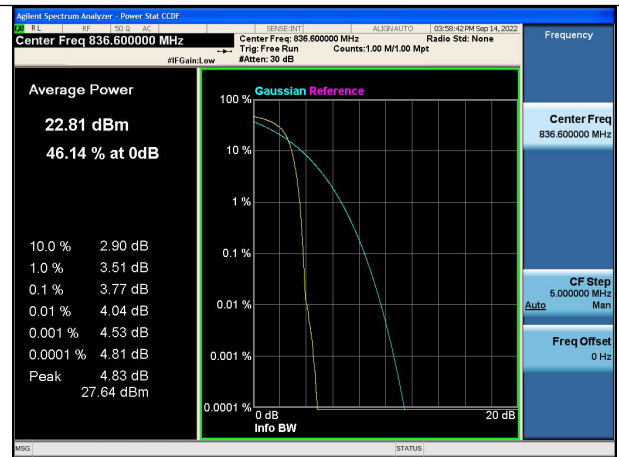 Agilent Spectrum Analyzer - Power Stat CCDF
LXI RL RF 50 Ω AC SENSE:INT ALIGNAUTO 03:58:42 PM Sep 14, 2022
Center Freq 836.600000 MHz
Center Freq: 836.600000 MHz Radio Std: None
Trig: Free Run Counts:1.00 M/1.00 Mpt
#IFGain:Low #Atten: 30 dB
Frequency
Average Power
22.81 dBm
46.14 % at 0dB
10.0 % 2.90 dB
1.0 % 3.51 dB
0.1 % 3.77 dB
0.01 % 4.04 dB
0.001 % 4.53 dB
0.0001 % 4.81 dB
Peak 4.83 dB
27.64 dBm
Gaussian Reference
100 %
10 %
1 %
0.1 %
0.01 %
0.001 %
0.0001 %
0 dB 20 dB
Info BW
Center Freq
836.600000 MHz
CF Step
5.000000 MHz
Auto Man
Freq Offset
0 Hz
MSG STATUS